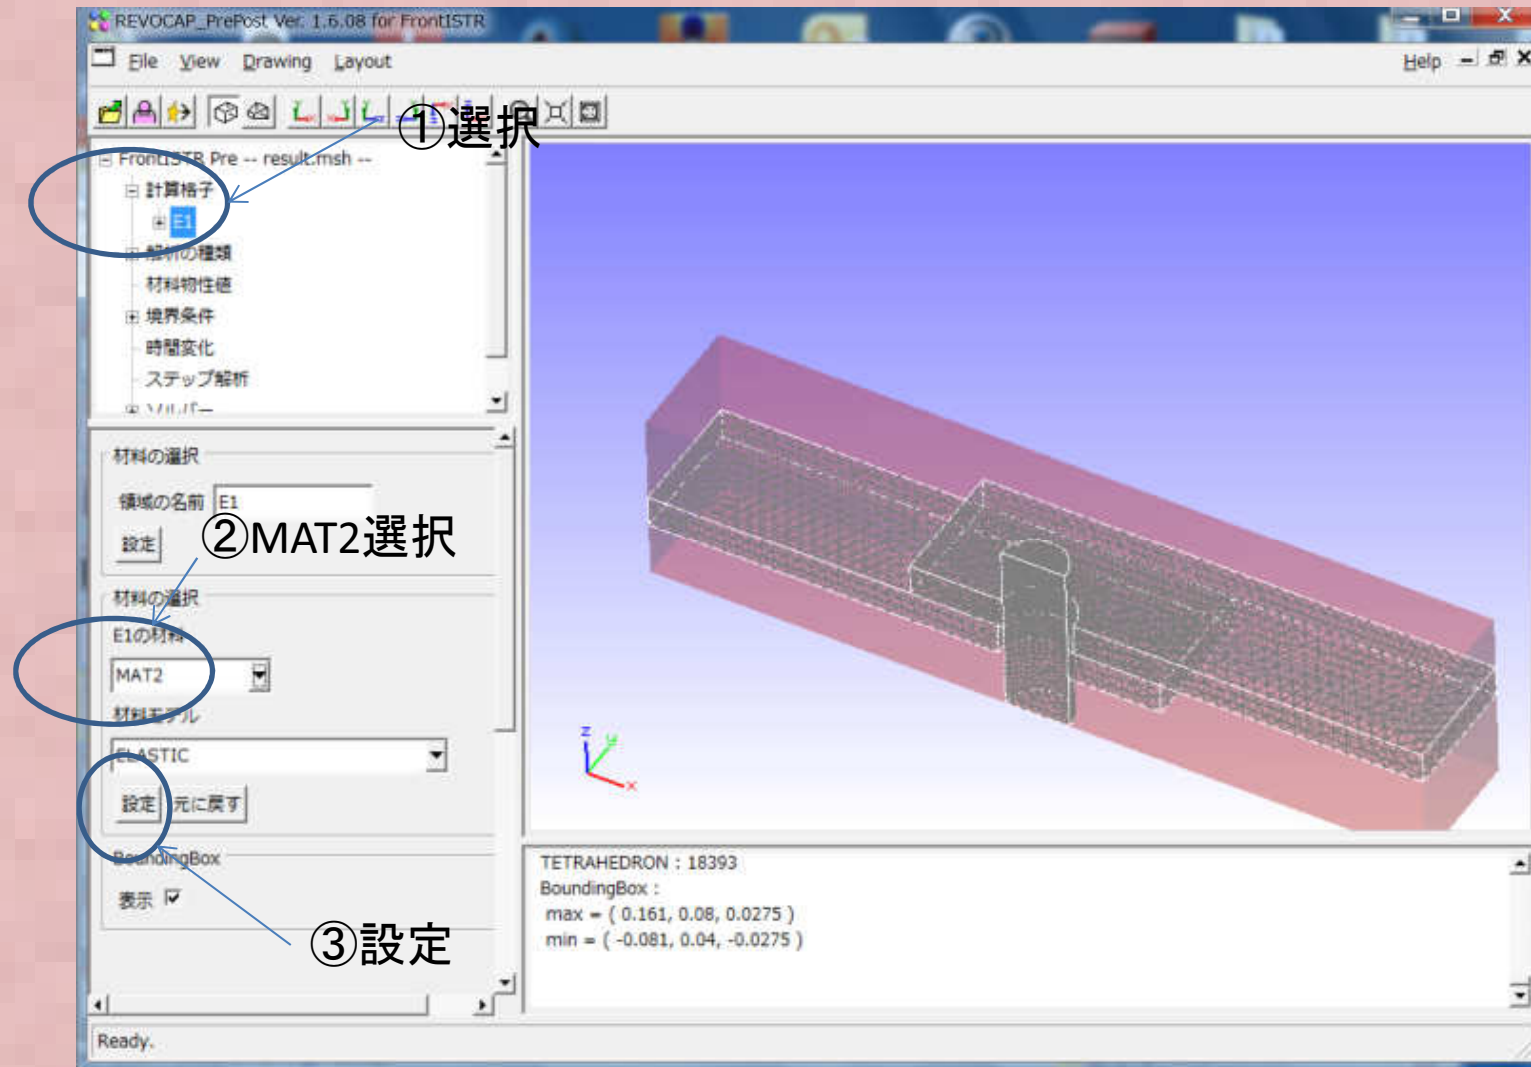 REVOCAP_PrePost Ver. 1.6.08 for FrontISTR
File View Drawing Layout Help
①選択
FrontISTR Pre -- result.msh --
計算格子
E1
解析の種類
材料物性値
境界条件
時間変化
ステップ解析
ソルバー
材料の選択
領域の名前 E1
設定
②MAT2選択
材料の選択
E1の材料
MAT2
材料モデル
ELASTIC
設定 元に戻す
BoundingBox
表示
③設定
z y x
TETRAHEDRON : 18393
BoundingBox :
max = ( 0.161, 0.08, 0.0275 )
min = ( -0.081, 0.04, -0.0275 )
Ready.